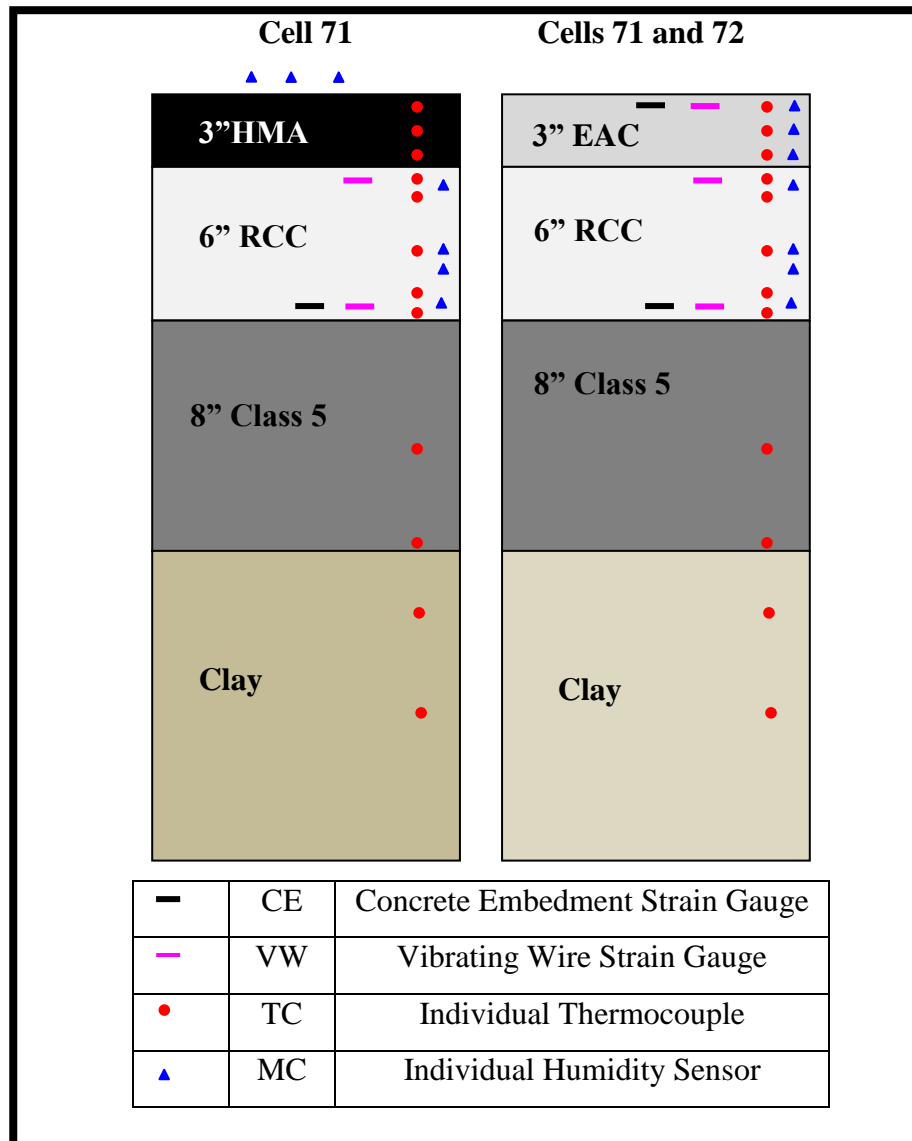 Cell 71
Cells 71 and 72
3”HMA
3” EAC
6” RCC
6” RCC
8” Class 5
8” Class 5
Clay
Clay
CE Concrete Embedment Strain Gauge
VW Vibrating Wire Strain Gauge
TC Individual Thermocouple
MC Individual Humidity Sensor